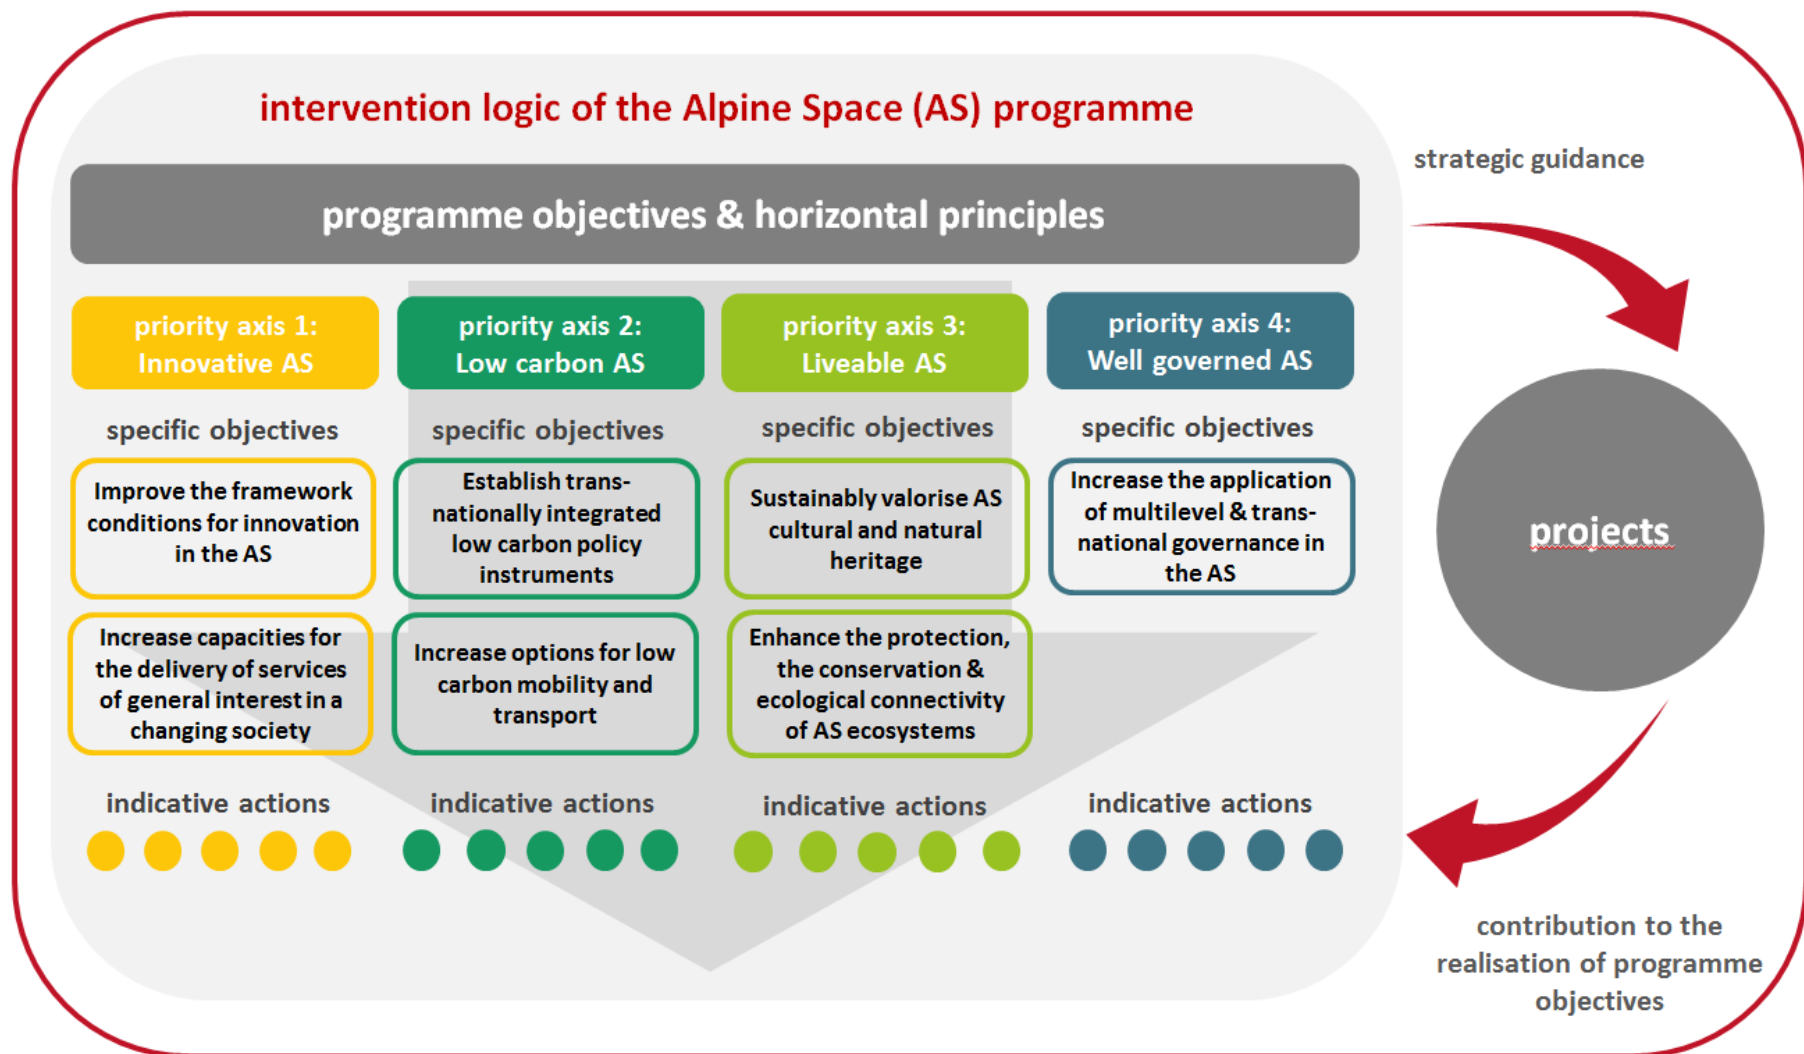 intervention logic of the Alpine Space (AS) programme
strategic guidance
programme objectives & horizontal principles
priority axis 1:
Innovative AS
priority axis 2:
Low carbon AS
priority axis 3:
Liveable AS
priority axis 4:
Well governed AS
specific objectives
specific objectives
specific objectives
specific objectives
Improve the framework
conditions for innovation
in the AS
Establish trans-
nationally integrated
low carbon policy
instruments
Sustainably valorise AS
cultural and natural
heritage
Increase the application
of multilevel & trans-
national governance in
the AS
projects
Increase capacities for
the delivery of services
of general interest in a
changing society
Increase options for low
carbon mobility and
transport
Enhance the protection,
the conservation &
ecological connectivity
of AS ecosystems
indicative actions
indicative actions
indicative actions
indicative actions
contribution to the
realisation of programme
objectives